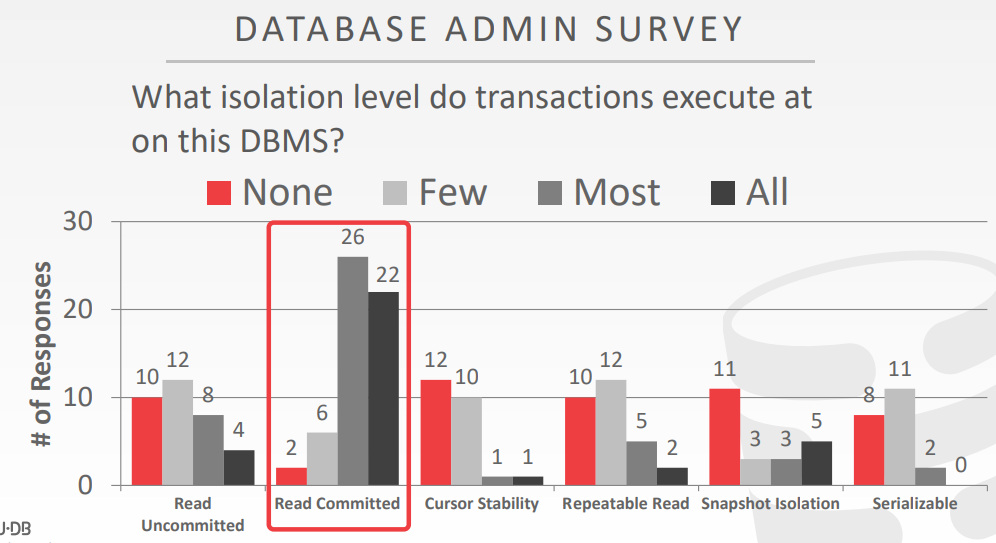 DATABASE ADMIN SURVEY
What isolation level do transactions execute at
on this DBMS?
None Few Most All
# of Responses
30
20
10
0
10 12 8 4
2 6 26 22
12 10 1 1
10 12 5 2
11 3 3 5
8 11 2 0
Read
Uncommitted
Read Committed
Cursor Stability
Repeatable Read
Snapshot Isolation
Serializable
U·DB